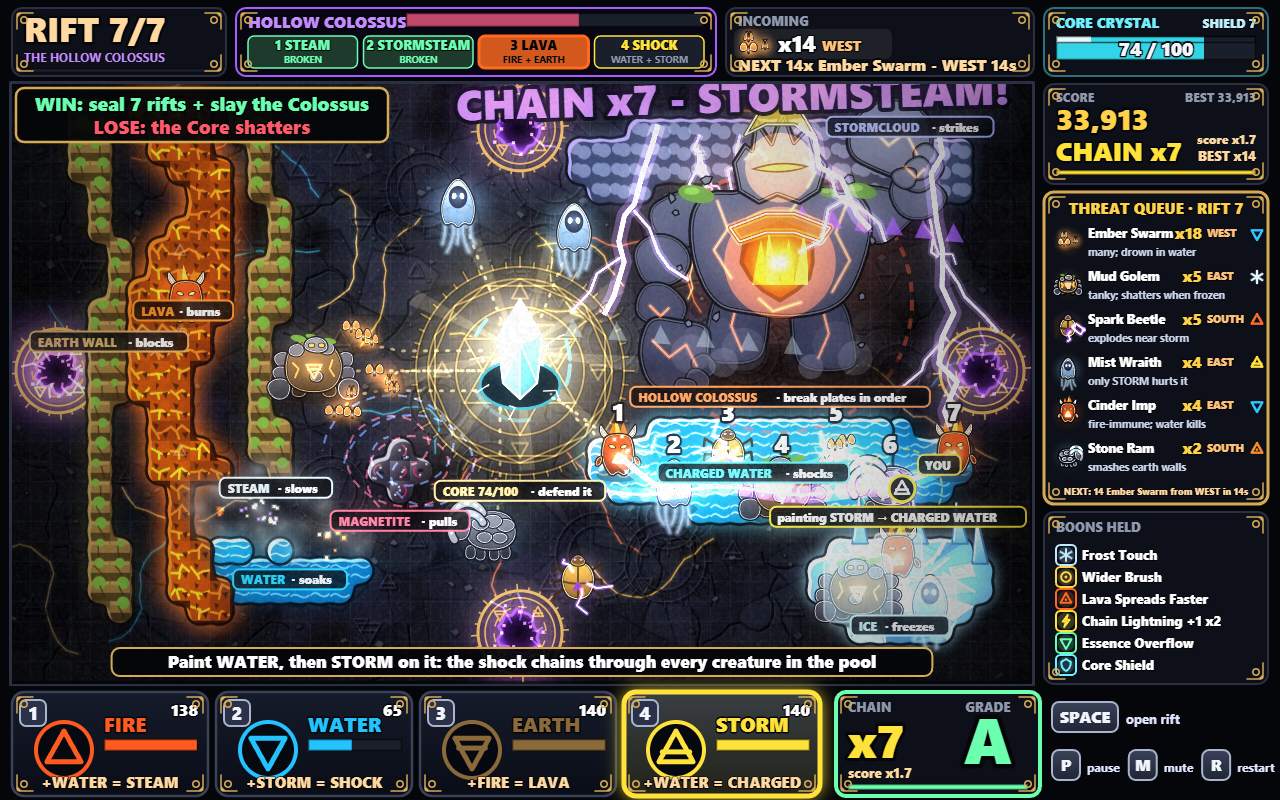 RIFT 7/7
THE HOLLOW COLOSSUS
HOLLOW COLOSSUS
1 STEAM
BROKEN
2 STORMSTEAM
BROKEN
3 LAVA
FIRE + EARTH
4 SHOCK
WATER + STORM
INCOMING
x14 WEST
NEXT 14x Ember Swarm - WEST 14s
CORE CRYSTAL SHIELD 7
74 / 100
WIN: seal 7 rifts + slay the Colossus
LOSE: the Core shatters
CHAIN x7 - STORMSTEAM!
STORMCLOUD - strikes
LAVA - burns
EARTH WALL - blocks
HOLLOW COLOSSUS - break plates in order
1
2
3
4
5
6
7
YOU
CHARGED WATER - shocks
STEAM - slows
CORE 74/100 - defend it
MAGNETITE - pulls
painting STORM → CHARGED WATER
WATER - soaks
ICE - freezes
Paint WATER, then STORM on it: the shock chains through every creature in the pool
SCORE BEST 33,913
33,913
CHAIN x7
score x1.7
BEST x14
THREAT QUEUE · RIFT 7
Ember Swarm x18 WEST
many; drown in water
Mud Golem x5 EAST
tanky; shatters when frozen
Spark Beetle x5 SOUTH
explodes near storm
Mist Wraith x4 EAST
only STORM hurts it
Cinder Imp x4 EAST
fire-immune; water kills
Stone Ram x2 SOUTH
smashes earth walls
NEXT: 14 Ember Swarm from WEST in 14s
BOONS HELD
Frost Touch
Wider Brush
Lava Spreads Faster
Chain Lightning +1 x2
Essence Overflow
Core Shield
1 FIRE 138
+WATER = STEAM
2 WATER 65
+STORM = SHOCK
3 EARTH 140
+FIRE = LAVA
4 STORM 140
+WATER = CHARGED
CHAIN GRADE
x7 A
score x1.7
SPACE open rift
P pause M mute R restart